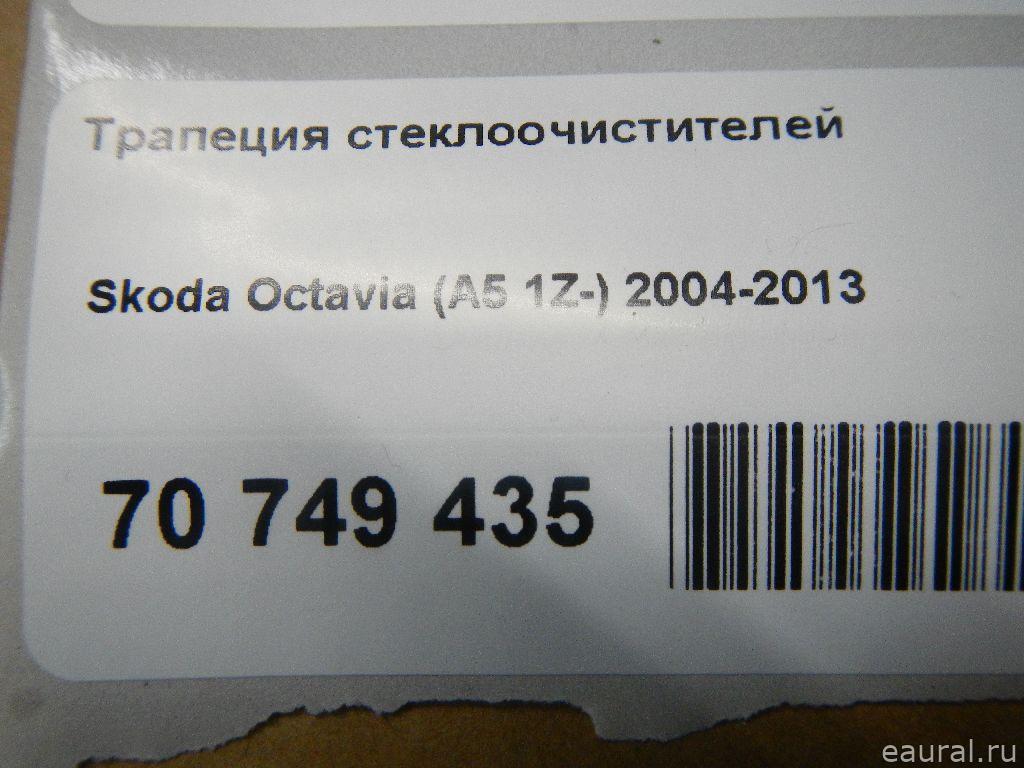 Трапеция стеклоочистителей
Skoda Octavia (A5 1Z-) 2004-2013
70 749 435
eaural.ru